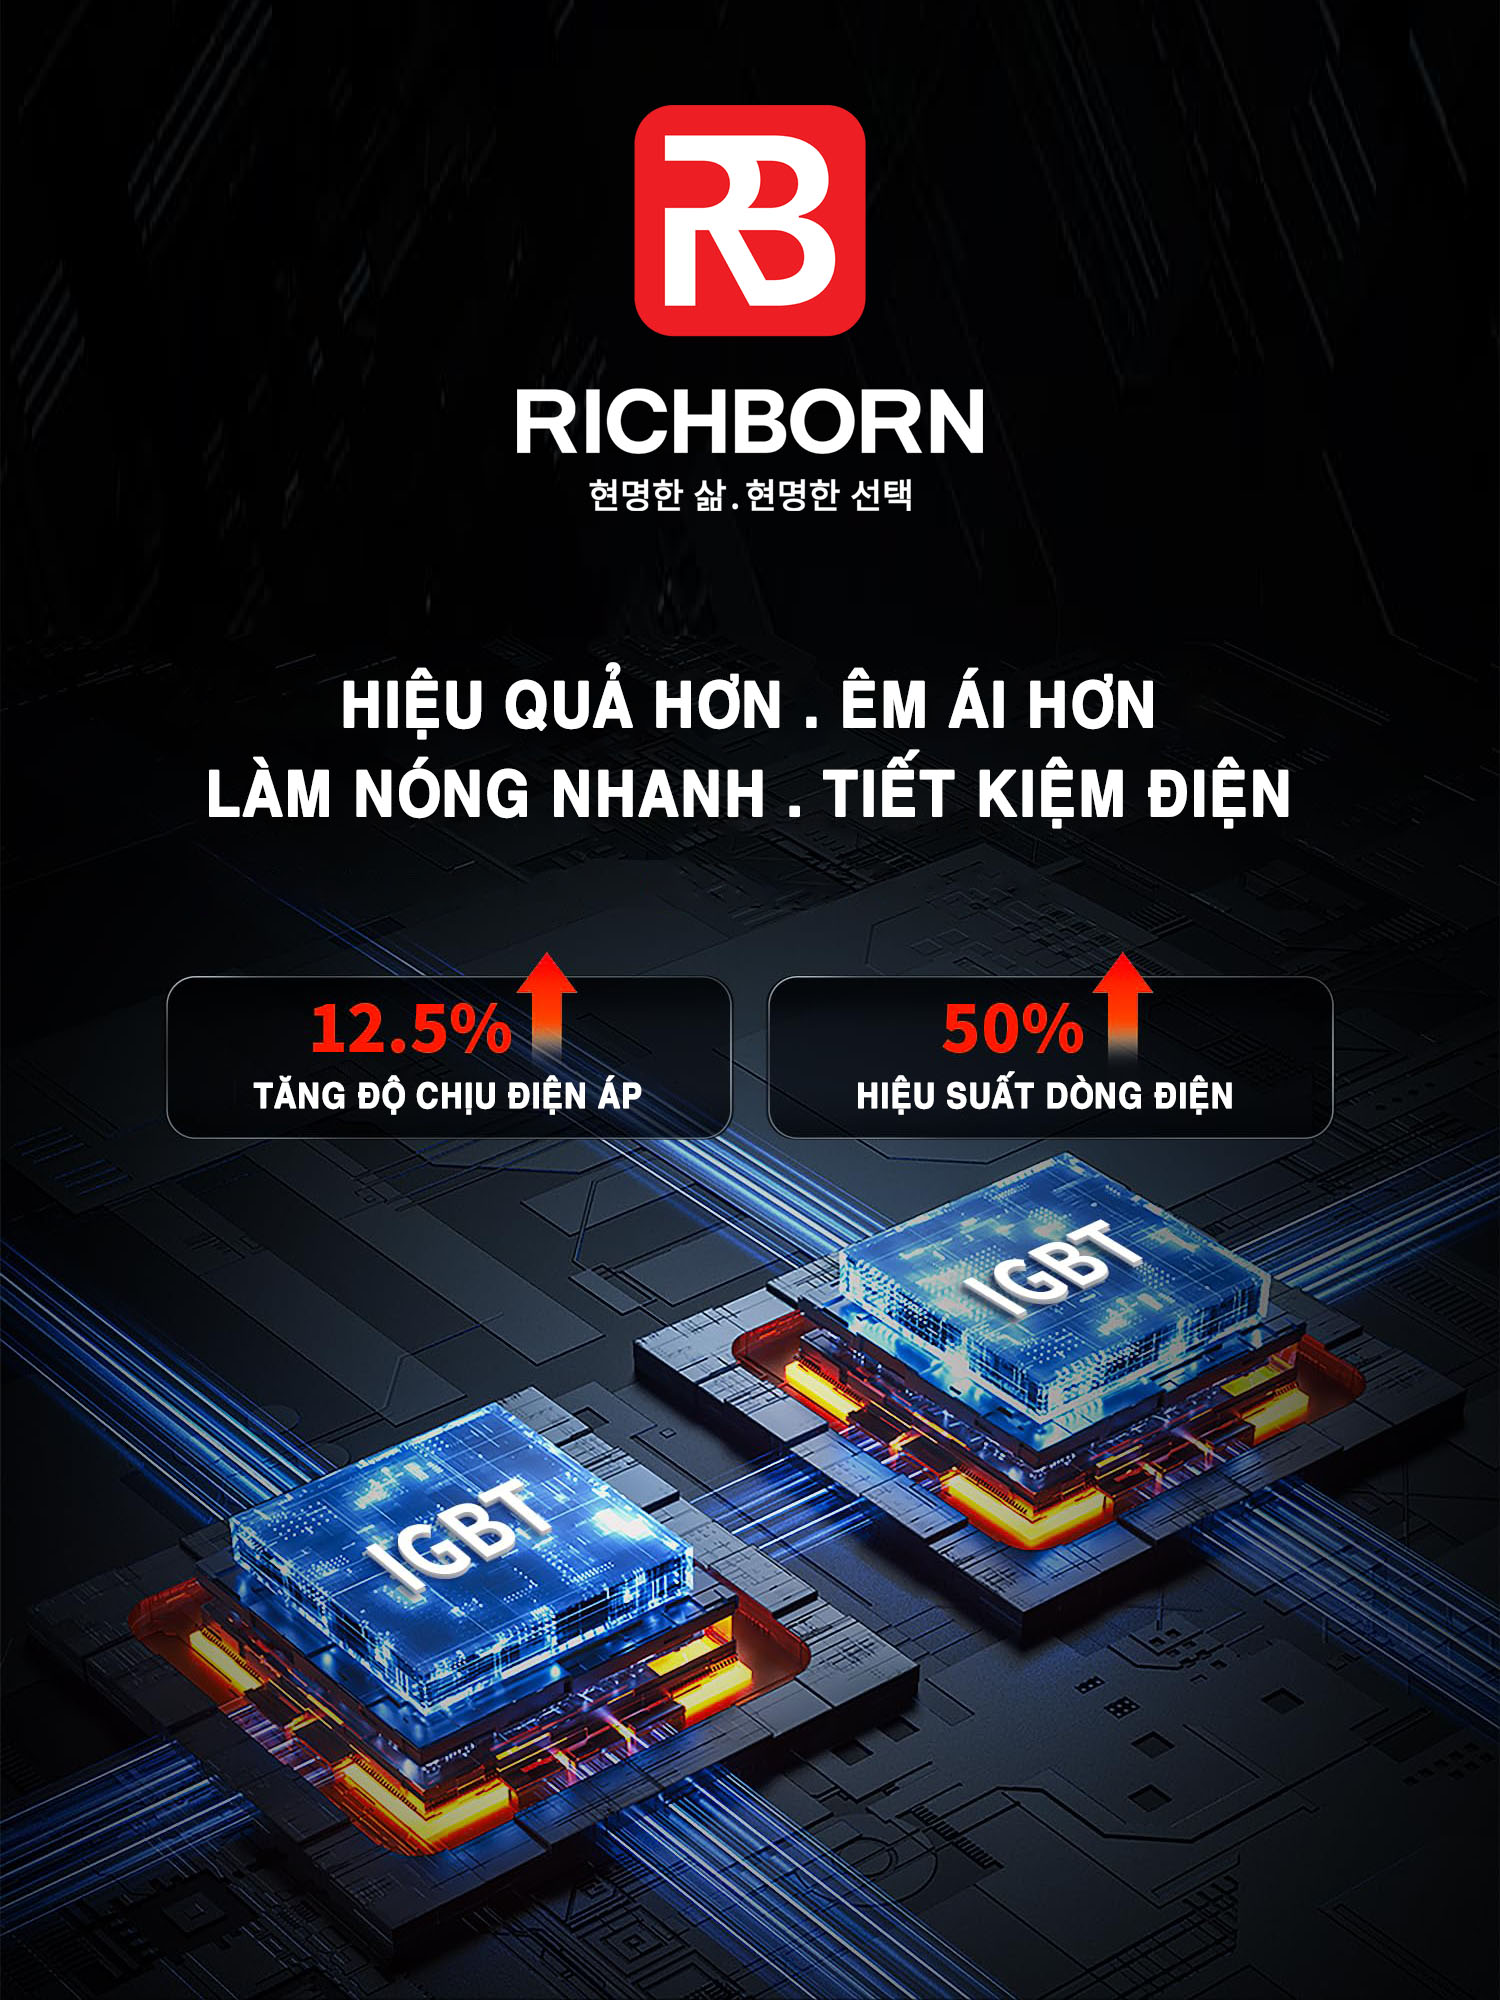 RB
RICHBORN
현명한 삶.현명한 선택
HIỆU QUẢ HƠN . ÊM ÁI HƠN
LÀM NÓNG NHANH . TIẾT KIỆM ĐIỆN
12.5%
TĂNG ĐỘ CHỊU ĐIỆN ÁP
50%
HIỆU SUẤT DÒNG ĐIỆN
IGBT
IGBT